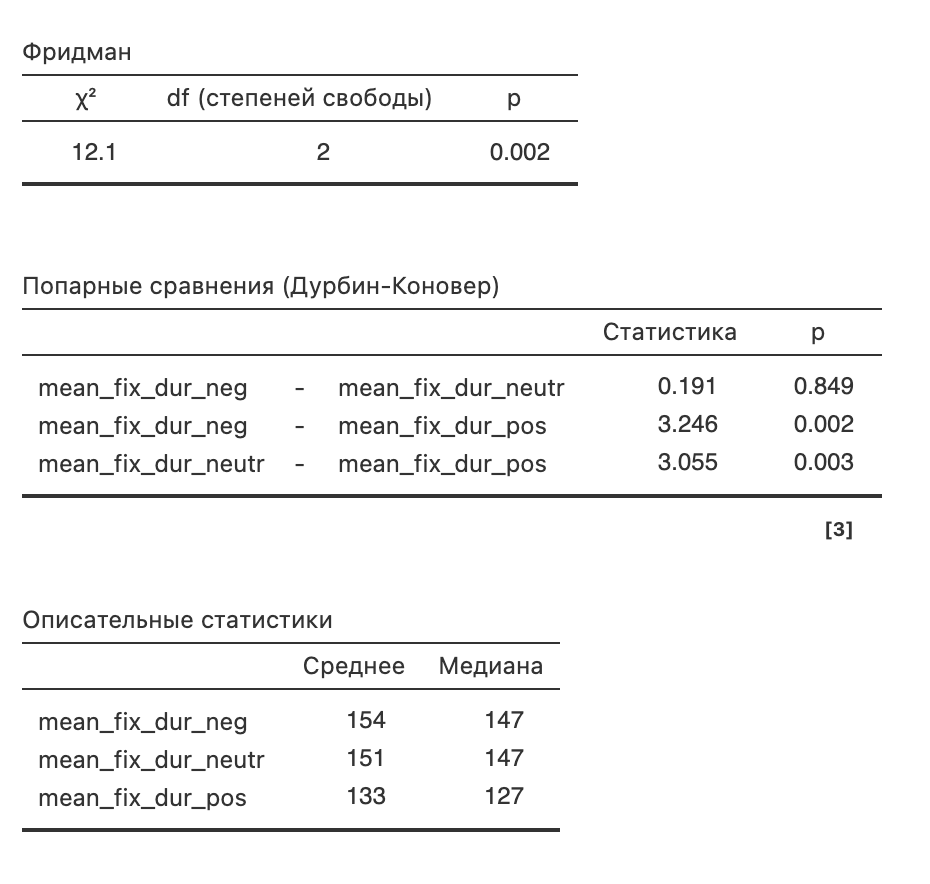 Фридман
χ² df (степеней свободы) p
12.1 2 0.002
Попарные сравнения (Дурбин-Коновер)
Статистика p
mean_fix_dur_neg - mean_fix_dur_neutr 0.191 0.849
mean_fix_dur_neg - mean_fix_dur_pos 3.246 0.002
mean_fix_dur_neutr - mean_fix_dur_pos 3.055 0.003
[3]
Описательные статистики
Среднее Медиана
mean_fix_dur_neg 154 147
mean_fix_dur_neutr 151 147
mean_fix_dur_pos 133 127